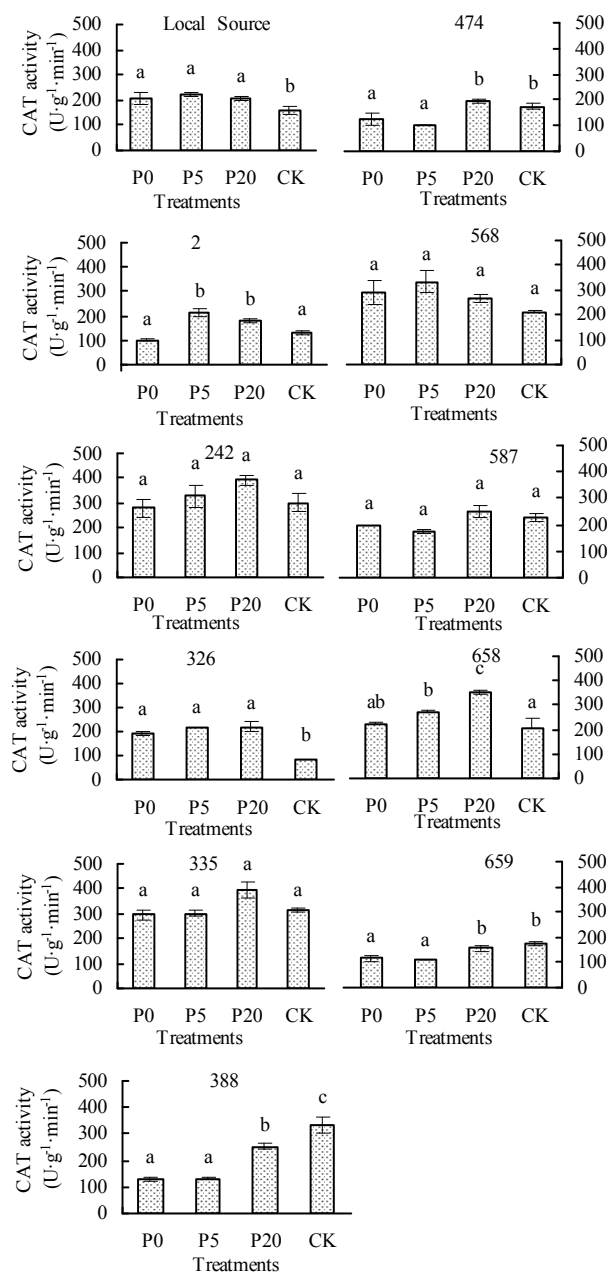 Local Source
CAT activity
(U·g⁻¹·min⁻¹)
500
400
300
200
100
0
a
a
a
b
P0
P5
P20
CK
Treatments
474
a
a
b
b
500
400
300
200
100
0
P0
P5
P20
CK
Treatments
2
CAT activity
(U·g⁻¹·min⁻¹)
500
400
300
200
100
0
a
b
b
a
P0
P5
P20
CK
Treatments
568
a
a
a
a
500
400
300
200
100
0
P0
P5
P20
CK
Treatments
242
CAT activity
(U·g⁻¹·min⁻¹)
500
400
300
200
100
0
a
a
a
a
P0
P5
P20
CK
Treatments
587
a
a
a
a
500
400
300
200
100
0
P0
P5
P20
CK
Treatments
326
CAT activity
(U·g⁻¹·min⁻¹)
500
400
300
200
100
0
a
a
a
b
P0
P5
P20
CK
Treatments
658
ab
b
c
a
500
400
300
200
100
0
P0
P5
P20
CK
Treatments
335
CAT activity
(U·g⁻¹·min⁻¹)
500
400
300
200
100
0
a
a
a
a
P0
P5
P20
CK
Treatments
659
a
a
b
b
500
400
300
200
100
0
P0
P5
P20
CK
Treatments
388
CAT activity
(U·g⁻¹·min⁻¹)
500
400
300
200
100
0
a
a
b
c
P0
P5
P20
CK
Treatments